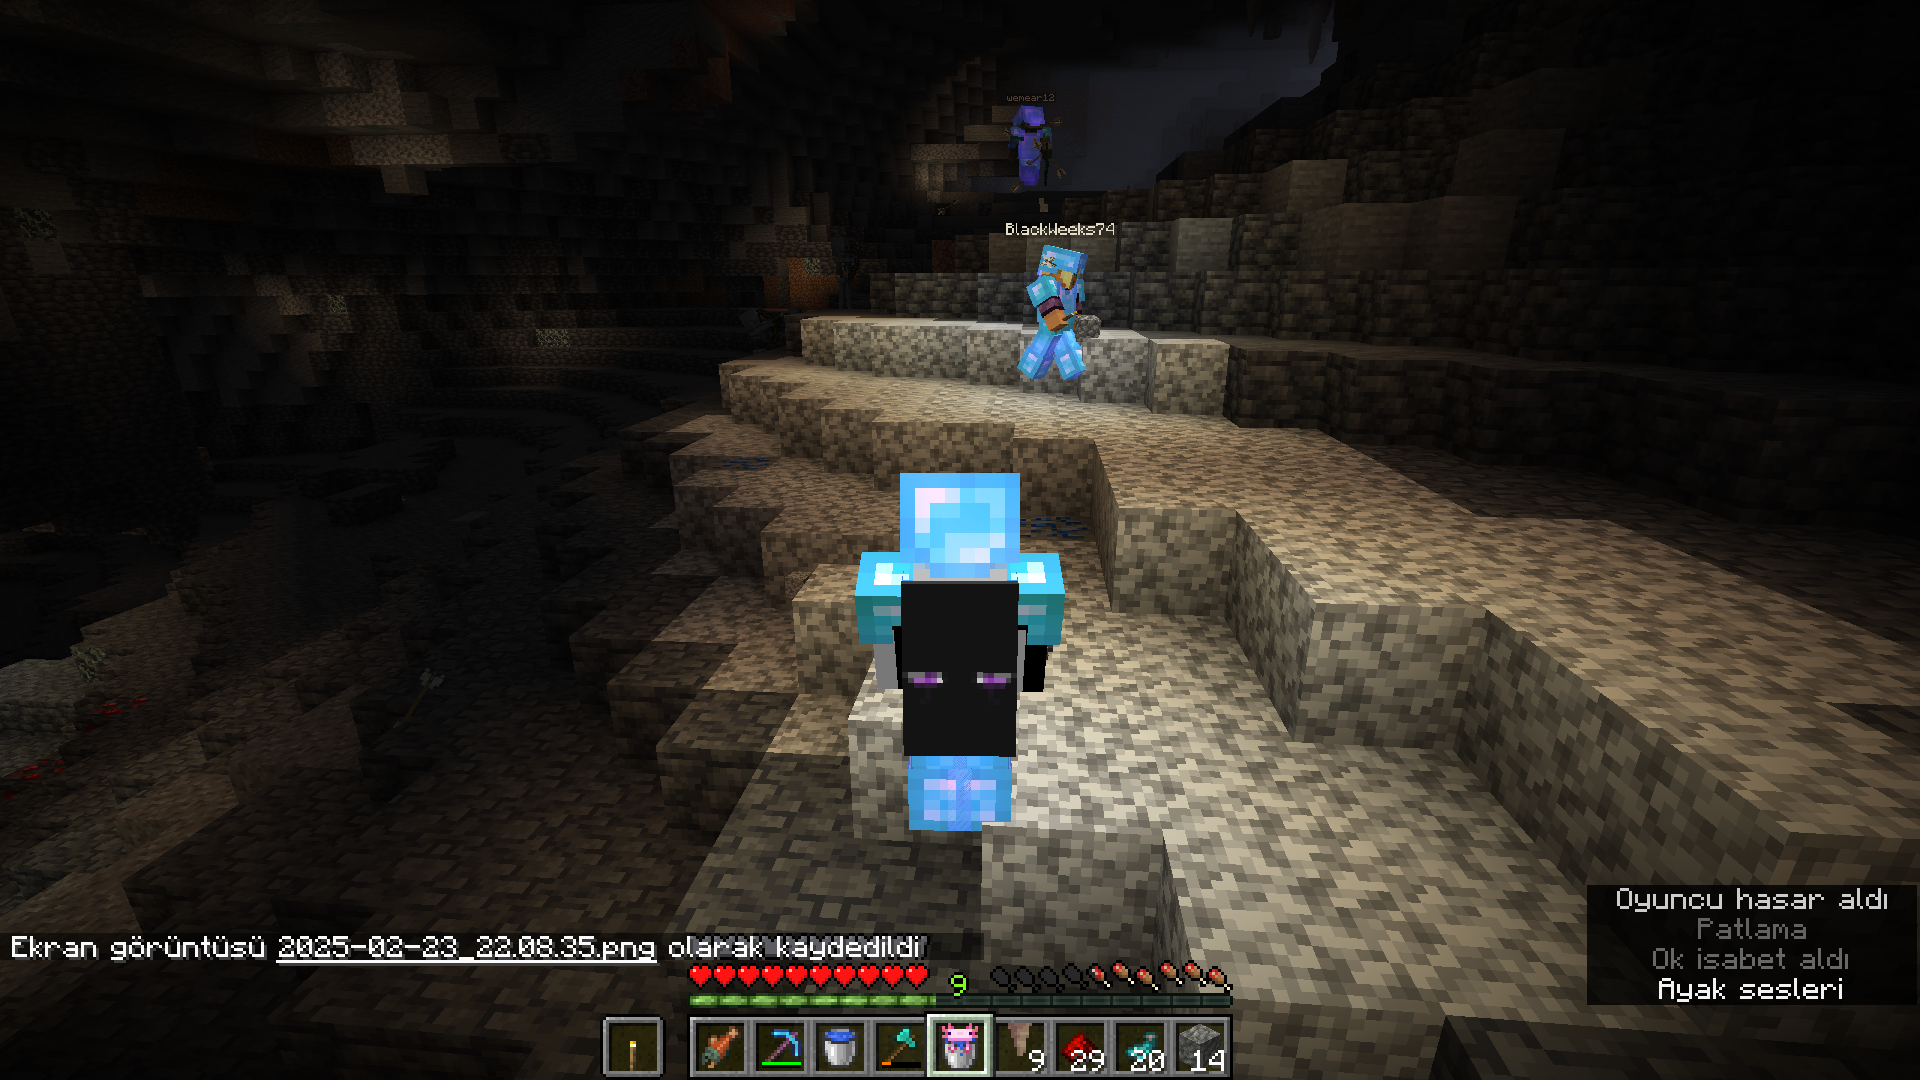 wemear12
BlackWeeks74
Oyuncu hasar aldı
Patlama
Ok isabet aldı
Ayak sesleri
Ekran görüntüsü 2025-02-23_22.08.35.png olarak kaydedildi
9
9 29 20 14